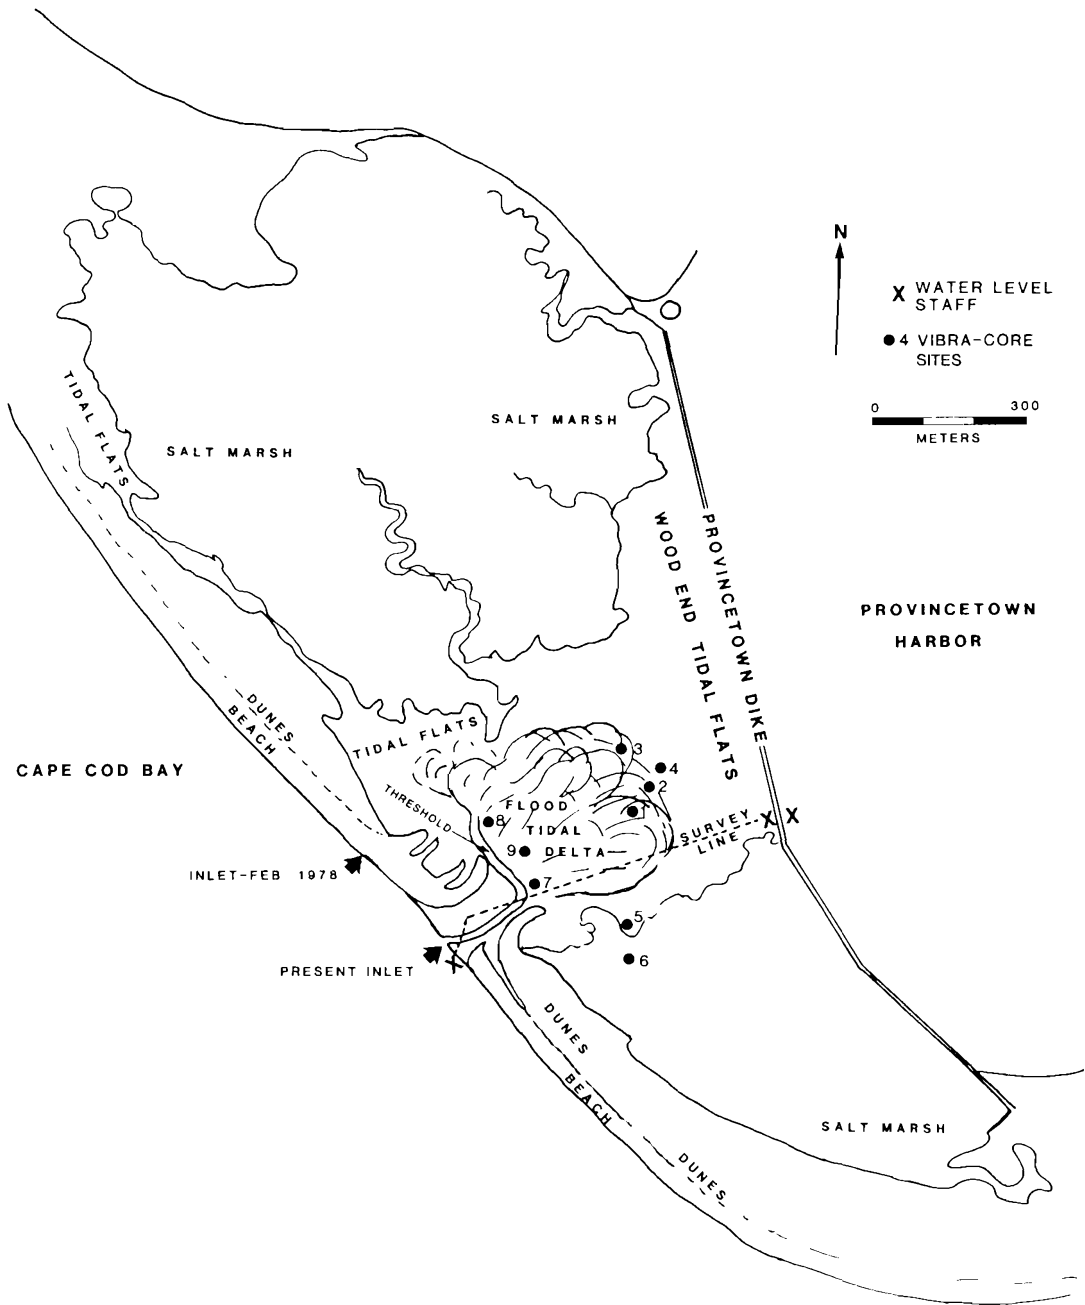 N
X WATER LEVEL
STAFF
4 VIBRA-CORE
SITES
0 300
METERS
TIDAL FLATS
SALT MARSH
SALT MARSH
WOOD END TIDAL FLATS
PROVINCETOWN DIKE
PROVINCETOWN
HARBOR
DUNES
BEACH
CAPE COD BAY
TIDAL FLATS
THRESHOLD
3
4
2
1
FLOOD
TIDAL
DELTA
8
9
7
SURVEY
LINE
X X
INLET-FEB 1978
5
6
PRESENT INLET
X
DUNES
BEACH
SALT MARSH
DUNES